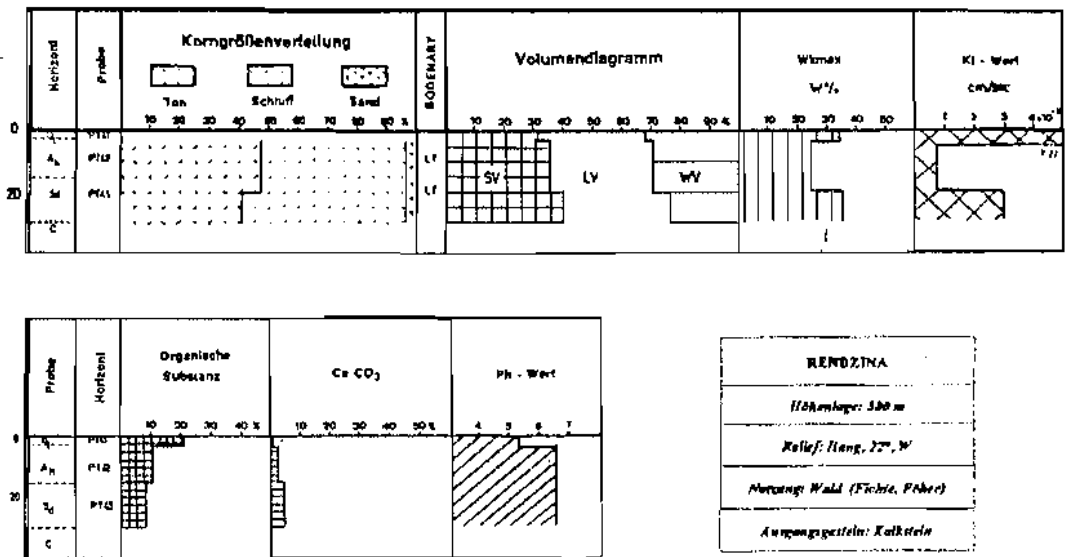 Horizont
Probe
Korngrößenverteilung
Ton
Schluff
Sand
10 20 30 40 50 60 70 80 90 %
BODENART
Volumendiagramm
10 20 30 40 50 60 70 80 90 %
Wkmax
W%
10 20 30 40 50
Kf - Wert
cm/sec
1 2 3
0
Ah
LT
SV
LV
WV
20
LT
C
Probe
Horizont
Organische
Substanz
10 20 30 40 %
Ca CO3
10 20 30 40 50 %
Ph - Wert
4 5 6 7
0
Ah
20
C
RENDZINA
Relief: Hang, 22°, W
Nutzung: Wald (Fichte, Föhre)
Ausgangsgestein: Kalkstein